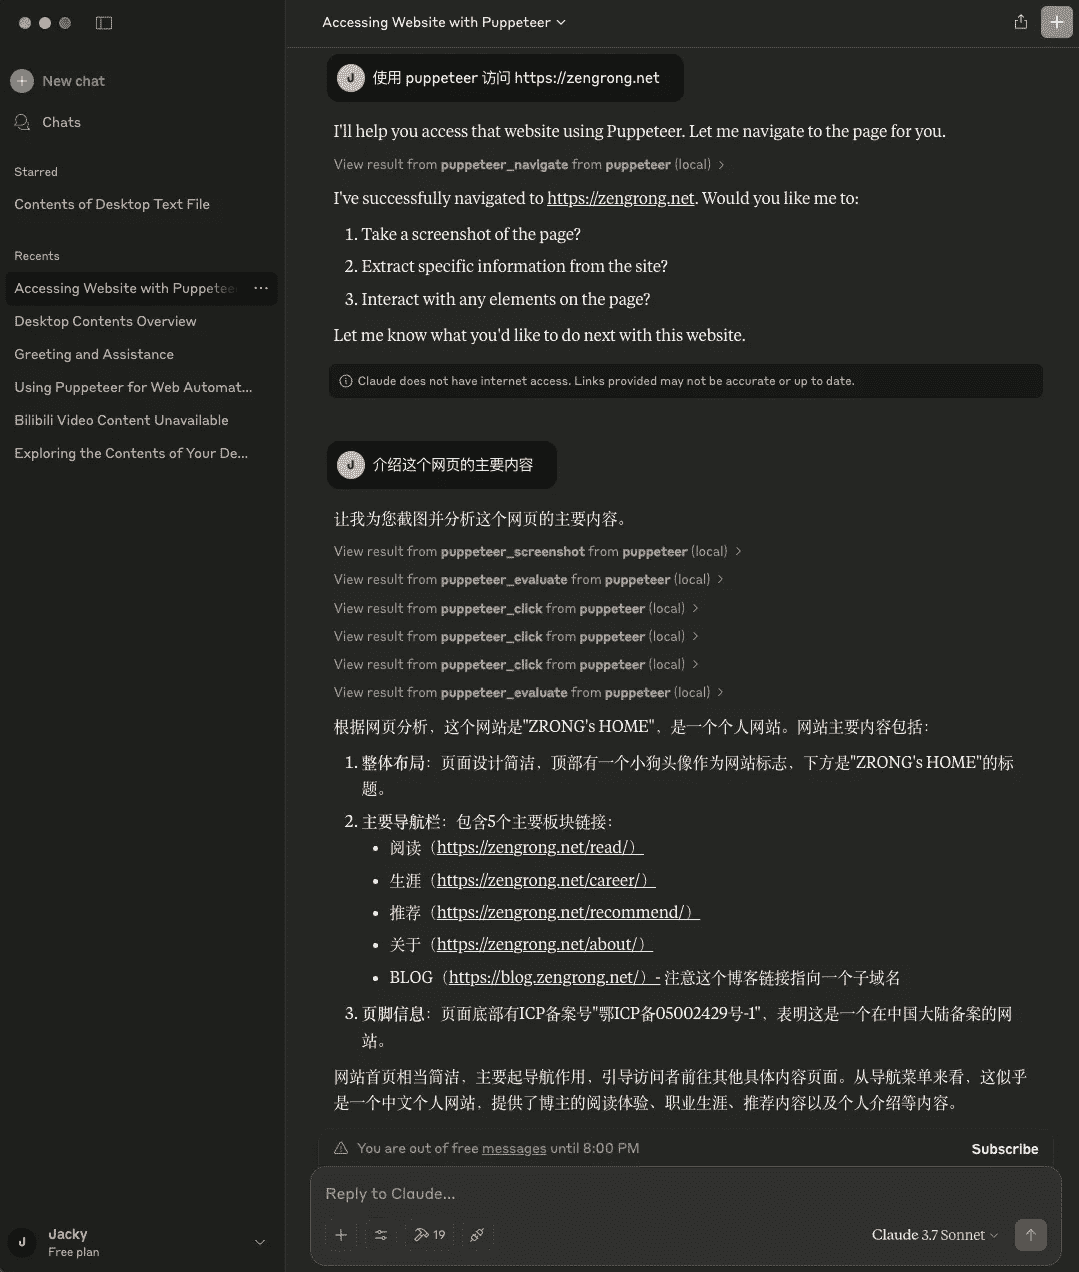 Accessing Website with Puppeteer
New chat
Chats
Starred
Contents of Desktop Text File
Recents
Accessing Website with Puppetee
Desktop Contents Overview
Greeting and Assistance
Using Puppeteer for Web Automat...
Bilibili Video Content Unavailable
Exploring the Contents of Your De...
J 使用 puppeteer 访问 https://zengrong.net
I'll help you access that website using Puppeteer. Let me navigate to the page for you.
View result from puppeteer_navigate from puppeteer (local)
I've successfully navigated to https://zengrong.net. Would you like me to:
1. Take a screenshot of the page?
2. Extract specific information from the site?
3. Interact with any elements on the page?
Let me know what you'd like to do next with this website.
Claude does not have internet access. Links provided may not be accurate or up to date.
J 介绍这个网页的主要内容
让我为您截图并分析这个网页的主要内容。
View result from puppeteer_screenshot from puppeteer (local)
View result from puppeteer_evaluate from puppeteer (local)
View result from puppeteer_click from puppeteer (local)
View result from puppeteer_click from puppeteer (local)
View result from puppeteer_click from puppeteer (local)
View result from puppeteer_evaluate from puppeteer (local)
根据网页分析，这个网站是"ZRONG's HOME"，是一个个人网站。网站主要内容包括：
1. 整体布局：页面设计简洁，顶部有一个小狗头像作为网站标志，下方是"ZRONG's HOME"的标
题。
2. 主要导航栏：包含5个主要板块链接：
• 阅读（https://zengrong.net/read/）
• 生涯（https://zengrong.net/career/）
• 推荐（https://zengrong.net/recommend/）
• 关于（https://zengrong.net/about/）
• BLOG（https://blog.zengrong.net/）- 注意这个博客链接指向一个子域名
3. 页脚信息：页面底部有ICP备案号"鄂ICP备05002429号-1"，表明这是一个在中国大陆备案的网
站。
网站首页相当简洁，主要起导航作用，引导访问者前往其他具体内容页面。从导航菜单来看，这似乎
是一个中文个人网站，提供了博主的阅读体验、职业生涯、推荐内容以及个人介绍等内容。
You are out of free messages until 8:00 PM
Subscribe
Reply to Claude...
19
Claude 3.7 Sonnet
J
Jacky
Free plan